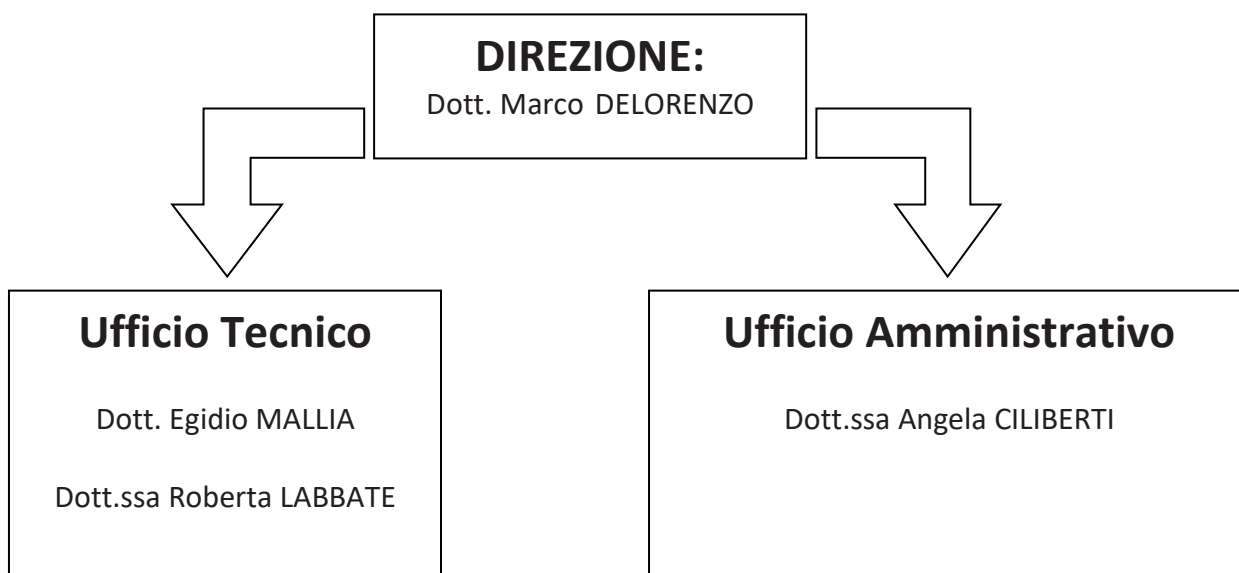 DIREZIONE:
Dott. Marco DELORENZO
Ufficio Tecnico
Dott. Egidio MALLIA
Dott.ssa Roberta LABBATE
Ufficio Amministrativo
Dott.ssa Angela CILIBERTI